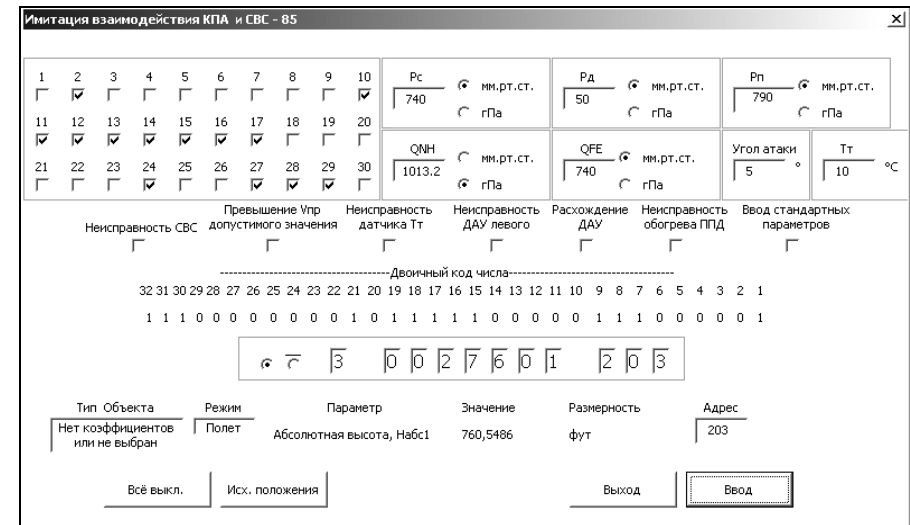 Имитация взаимодействия КПА и СВС - 85
1 2 3 4 5 6 7 8 9 10
11 12 13 14 15 16 17 18 19 20
21 22 23 24 25 26 27 28 29 30
Pс
740
мм.рт.ст.
гПа
Pд
50
мм.рт.ст.
гПа
Pп
790
мм.рт.ст.
гПа
QNH
1013.2
мм.рт.ст.
гПа
QFE
740
мм.рт.ст.
гПа
Угол атаки
5 °
Tт
10 °C
Неисправность СВС
Превышение Vпр
допустимого значения
Неисправность
датчика Tт
Неисправность
ДАУ левого
Расхождение
ДАУ
Неисправность
обогрева ППД
Ввод стандартных
параметров
---------------------------------------Двоичный код числа--------------------------------------
32 31 30 29 28 27 26 25 24 23 22 21 20 19 18 17 16 15 14 13 12 11 10 9 8 7 6 5 4 3 2 1
1 1 1 0 0 0 0 0 0 0 0 1 0 1 1 1 1 1 0 0 0 0 0 1 1 1 0 0 0 0 0 1
3 0 0 2 7 6 0 1 2 0 3
Тип Объекта Режим Параметр Значение Размерность Адрес
Нет коэффициентов
или не выбран
Полет
Абсолютная высота, Набс1 760,5486 фут
203
Всё выкл. Исх. положения Выход Ввод